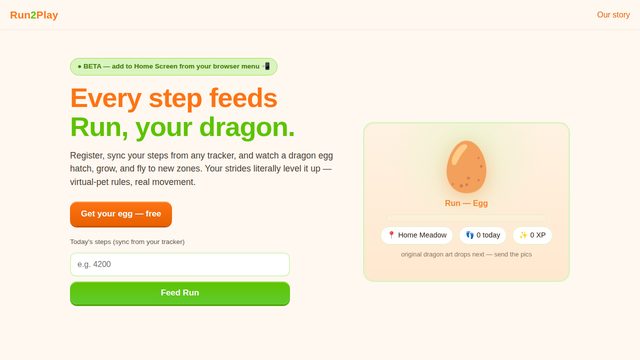 Run2Play
Our story
● BETA — add to Home Screen from your browser menu 📲
Every step feeds
Run, your dragon.
Register, sync your steps from any tracker, and watch a dragon egg
hatch, grow, and fly to new zones. Your strides literally level it up —
virtual-pet rules, real movement.
Get your egg — free
Today's steps (sync from your tracker)
e.g. 4200
Feed Run
Run — Egg
📍 Home Meadow
👣 0 today
✨ 0 XP
original dragon art drops next — send the pics